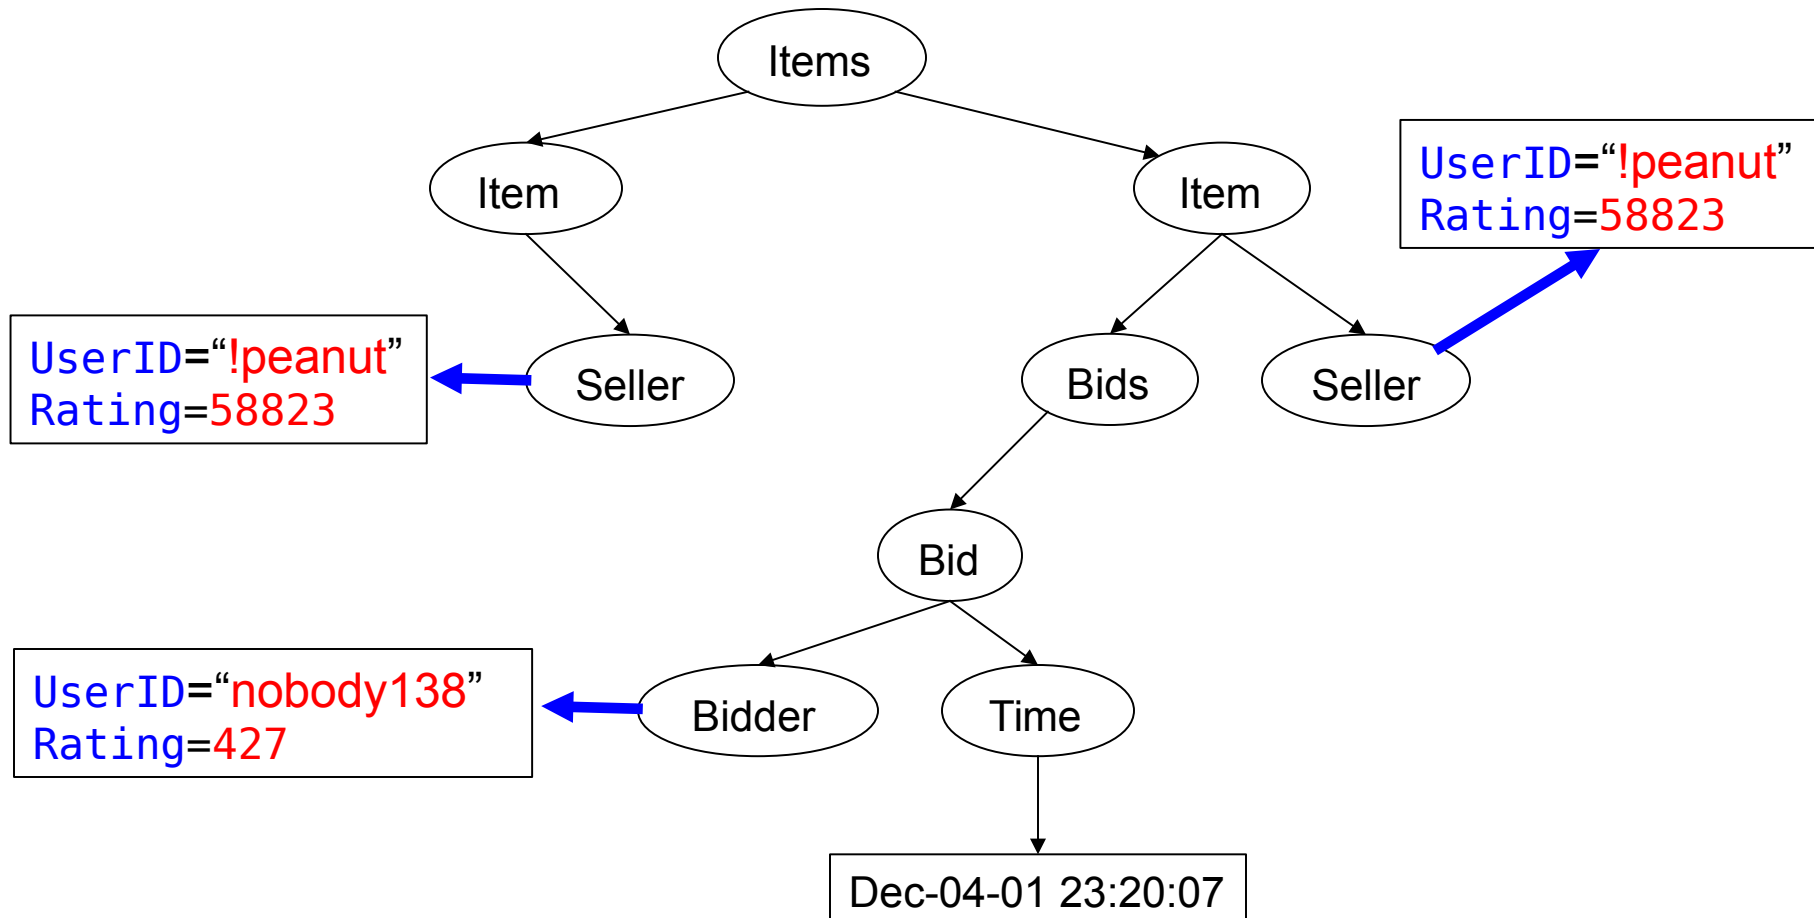 Items
Item
Item
UserID=“!peanut”
Rating=58823
UserID=“!peanut”
Rating=58823
Seller
Bids
Seller
Bid
UserID=“nobody138”
Rating=427
Bidder
Time
Dec-04-01 23:20:07